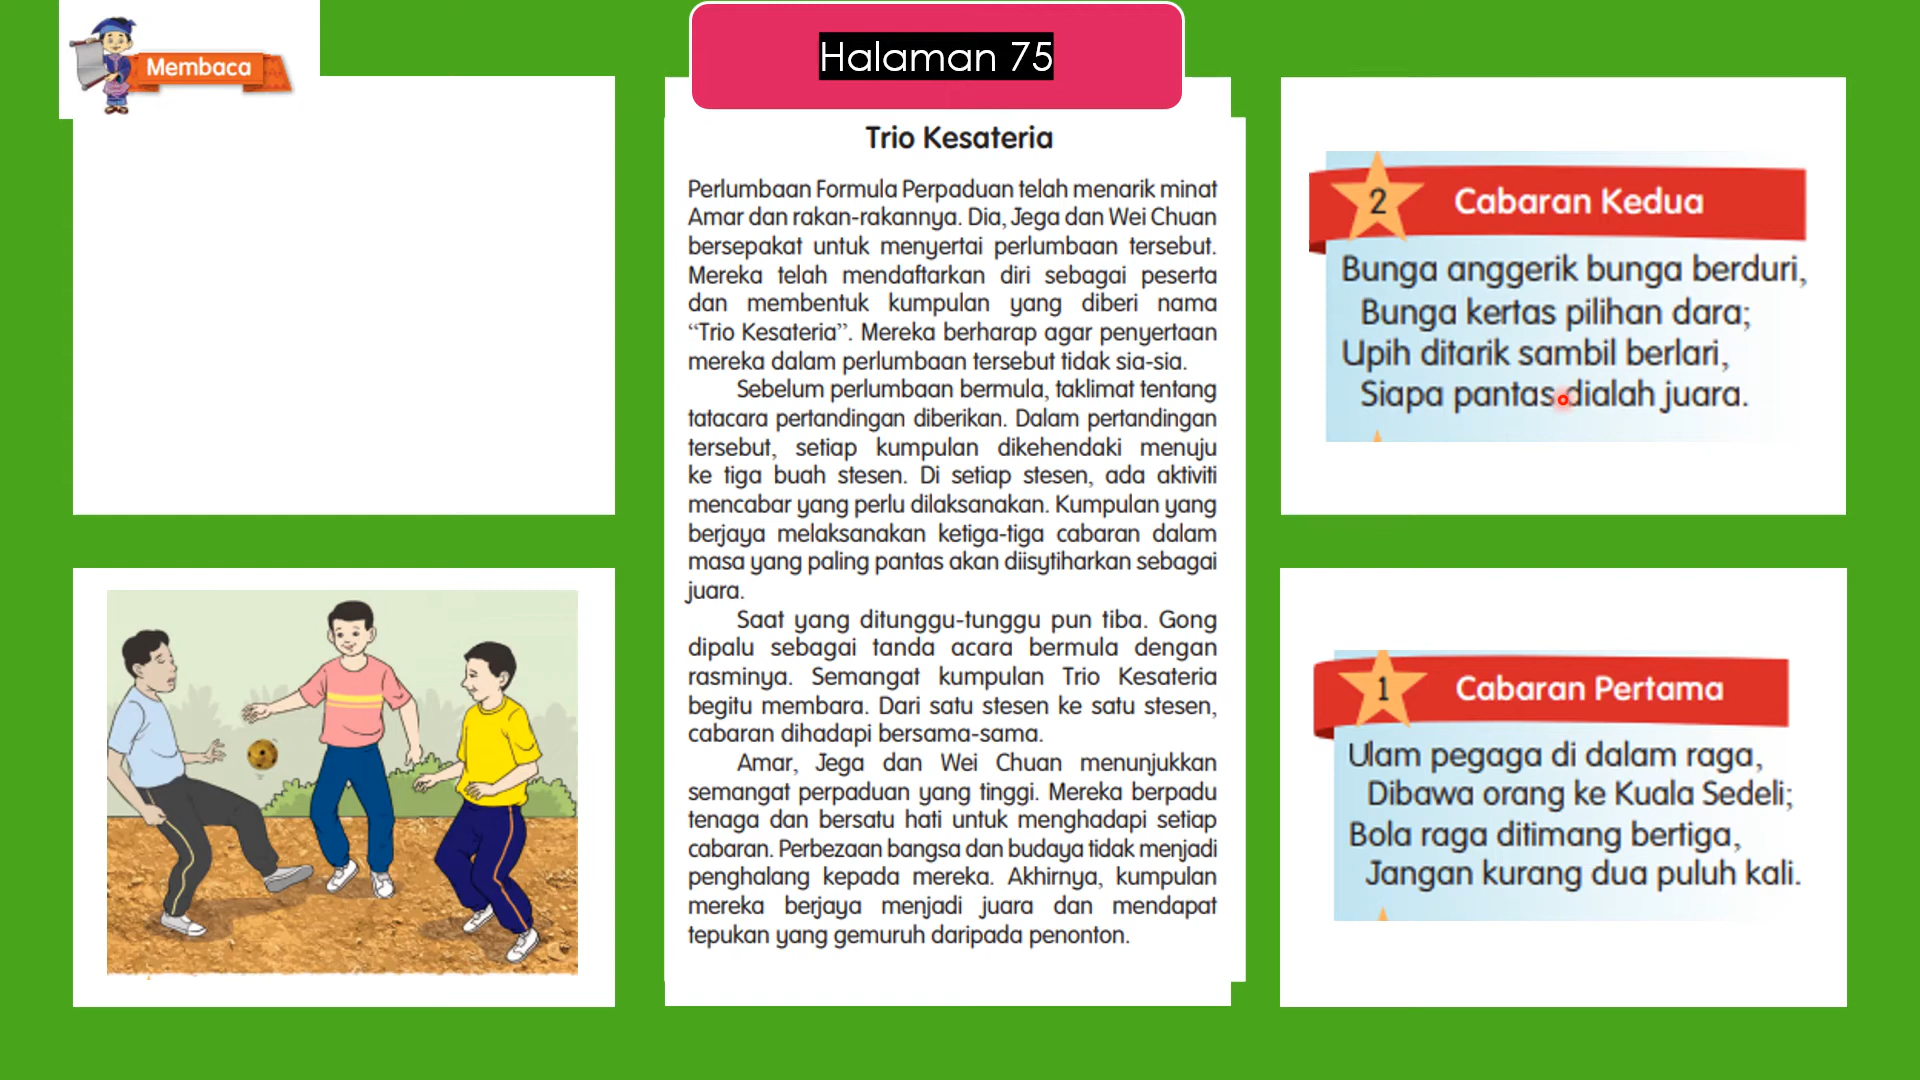 Membaca
Halaman 75
Trio Kesateria
Perlumbaan Formula Perpaduan telah menarik minat
Amar dan rakan-rakannya. Dia, Jega dan Wei Chuan
bersepakat untuk menyertai perlumbaan tersebut.
Mereka telah mendaftarkan diri sebagai peserta
dan membentuk kumpulan yang diberi nama
“Trio Kesateria”. Mereka berharap agar penyertaan
mereka dalam perlumbaan tersebut tidak sia-sia.
Sebelum perlumbaan bermula, taklimat tentang
tatacara pertandingan diberikan. Dalam pertandingan
tersebut, setiap kumpulan dikehendaki menuju
ke tiga buah stesen. Di setiap stesen, ada aktiviti
mencabar yang perlu dilaksanakan. Kumpulan yang
berjaya melaksanakan ketiga-tiga cabaran dalam
masa yang paling pantas akan diisytiharkan sebagai
juara.
Saat yang ditunggu-tunggu pun tiba. Gong
dipalu sebagai tanda acara bermula dengan
rasminya. Semangat kumpulan Trio Kesateria
begitu membara. Dari satu stesen ke satu stesen,
cabaran dihadapi bersama-sama.
Amar, Jega dan Wei Chuan menunjukkan
semangat perpaduan yang tinggi. Mereka berpadu
tenaga dan bersatu hati untuk menghadapi setiap
cabaran. Perbezaan bangsa dan budaya tidak menjadi
penghalang kepada mereka. Akhirnya, kumpulan
mereka berjaya menjadi juara dan mendapat
tepukan yang gemuruh daripada penonton.
2 Cabaran Kedua
Bunga anggerik bunga berduri,
Bunga kertas pilihan dara;
Upih ditarik sambil berlari,
Siapa pantas dialah juara.
1 Cabaran Pertama
Ulam pegaga di dalam raga,
Dibawa orang ke Kuala Sedeli;
Bola raga ditimang bertiga,
Jangan kurang dua puluh kali.